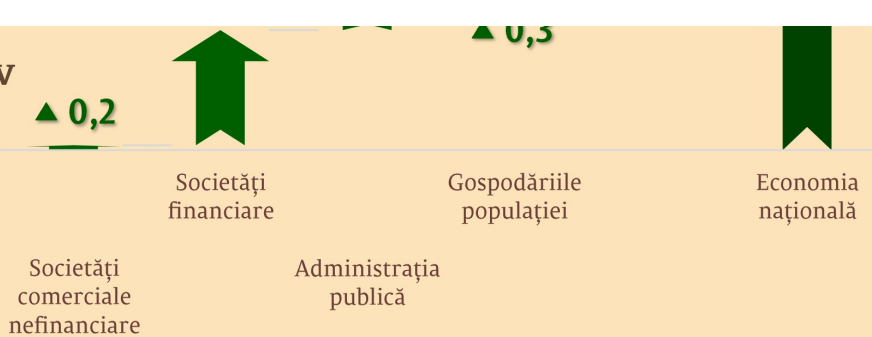 ▲ 0,3
v
▲ 0,2
Societăți
financiare
Gospodăriile
populației
Economia
națională
Societăți
comerciale
nefinanciare
Administrația
publică